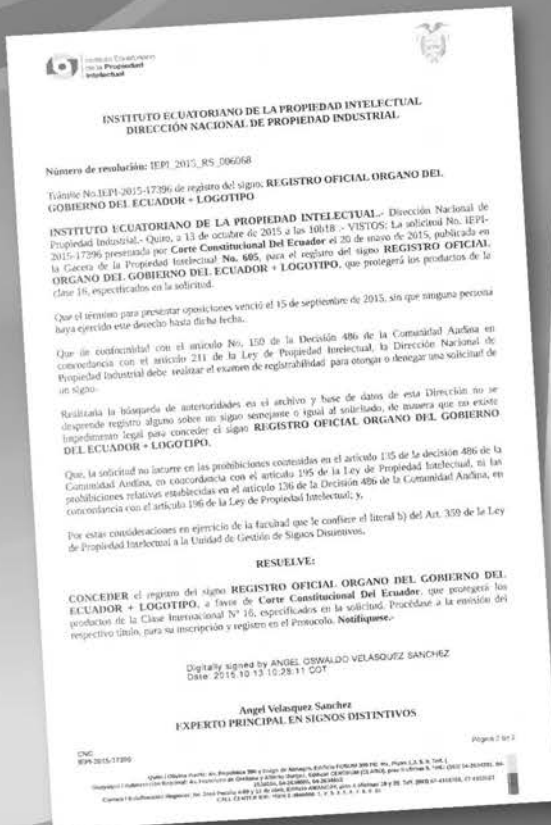 Instituto Ecuatoriano
de la Propiedad
Intelectual
INSTITUTO ECUATORIANO DE LA PROPIEDAD INTELECTUAL
DIRECCIÓN NACIONAL DE PROPIEDAD INDUSTRIAL
Número de resolución: IEPI_2015_RS_006068
Trámite No.IEPI-2015-17396 de registro del signo; REGISTRO OFICIAL ORGANO DEL
GOBIERNO DEL ECUADOR + LOGOTIPO
INSTITUTO ECUATORIANO DE LA PROPIEDAD INTELECTUAL.- Dirección Nacional de
Propiedad Industrial.- Quito, a 13 de octubre de 2015 a las 10h18 .- VISTOS: La solicitud No. IEPI-
2015-17396 presentada por Corte Constitucional Del Ecuador el 20 de mayo de 2015, publicada en
la Gaceta de la Propiedad Intelectual No. 605, para el registro del signo REGISTRO OFICIAL
ORGANO DEL GOBIERNO DEL ECUADOR + LOGOTIPO, que protegerá los productos de la
clase 16, especificados en la solicitud.
Que el término para presentar oposiciones venció el 15 de septiembre de 2015, sin que ninguna persona
haya ejercido este derecho hasta dicha fecha.
Que de conformidad con el artículo No. 150 de la Decisión 486 de la Comunidad Andina en
concordancia con el artículo 211 de la Ley de Propiedad Intelectual, la Dirección Nacional de
Propiedad Industrial debe realizar el examen de registrabilidad para otorgar o denegar una solicitud de
un signo.
Realizada la búsqueda de anterioridades en el archivo y base de datos de esta Dirección no se
desprende registro alguno sobre un signo semejante o igual al solicitado, de manera que no existe
impedimento legal para conceder el signo REGISTRO OFICIAL ORGANO DEL GOBIERNO
DEL ECUADOR + LOGOTIPO.
Que, la solicitud no incurre en las prohibiciones contenidas en el artículo 135 de la decisión 486 de la
Comunidad Andina, en concordancia con el artículo 195 de la Ley de Propiedad Intelectual, ni las
prohibiciones relativas establecidas en el artículo 136 de la Decisión 486 de la Comunidad Andina, en
concordancia con el artículo 196 de la Ley de Propiedad Intelectual; y,
Por estas consideraciones en ejercicio de la facultad que le confiere el literal b) del Art. 359 de la Ley
de Propiedad Intelectual a la Unidad de Gestión de Signos Distintivos,
RESUELVE:
CONCEDER el registro del signo REGISTRO OFICIAL ORGANO DEL GOBIERNO DEL
ECUADOR + LOGOTIPO, a favor de Corte Constitucional Del Ecuador, que protegerá los
productos de la Clase Internacional N° 16, especificados en la solicitud. Procédase a la emisión del
respectivo título, para su inscripción y registro en el Protocolo. Notifíquese.-
Digitally signed by ANGEL OSWALDO VELASQUEZ SANCHEZ
Date: 2015.10.13 10:28:11 COT
Angel Velasquez Sanchez
EXPERTO PRINCIPAL EN SIGNOS DISTINTIVOS
CNC
IEPI-2015-17396